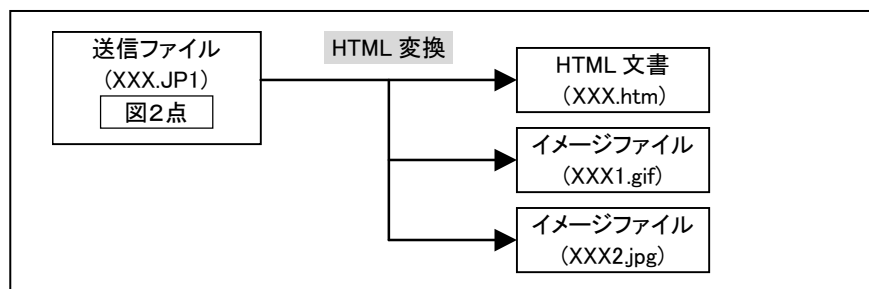 送信ファイル
(XXX.JP1)
図2点
HTML 変換
HTML 文書
(XXX.htm)
イメージファイル
(XXX1.gif)
イメージファイル
(XXX2.jpg)